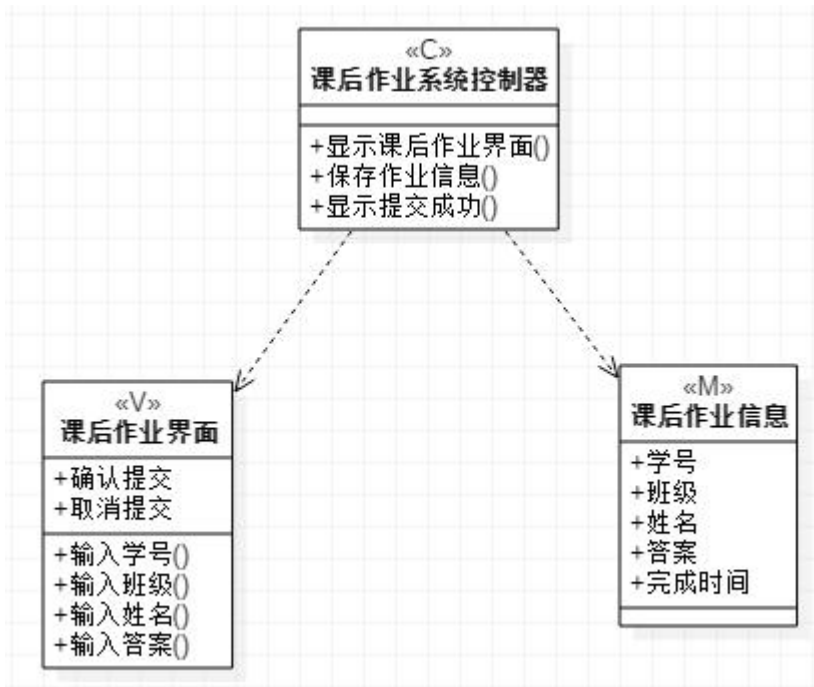 «C»
课后作业系统控制器
+显示课后作业界面()
+保存作业信息()
+显示提交成功()
«V»
课后作业界面
+确认提交
+取消提交
+输入学号()
+输入班级()
+输入姓名()
+输入答案()
«M»
课后作业信息
+学号
+班级
+姓名
+答案
+完成时间